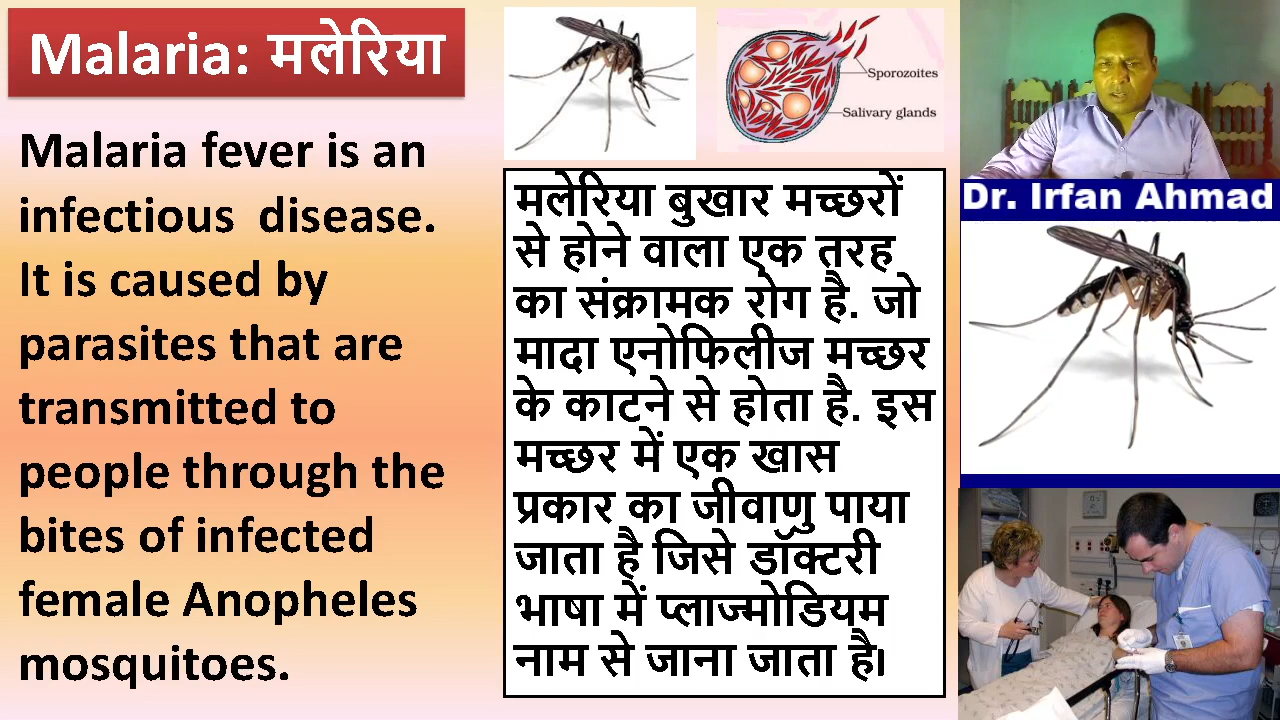 Malaria: मलेरिया
Malaria fever is an
infectious disease.
It is caused by
parasites that are
transmitted to
people through the
bites of infected
female Anopheles
mosquitoes.
Sporozoites
Salivary glands
मलेरिया बुखार मच्छरों
से होने वाला एक तरह
का संक्रामक रोग है. जो
मादा एनोफिलीज मच्छर
के काटने से होता है. इस
मच्छर में एक खास
प्रकार का जीवाणु पाया
जाता है जिसे डॉक्टरी
भाषा में प्लाज्मोडियम
नाम से जाना जाता है।
Dr. Irfan Ahmad